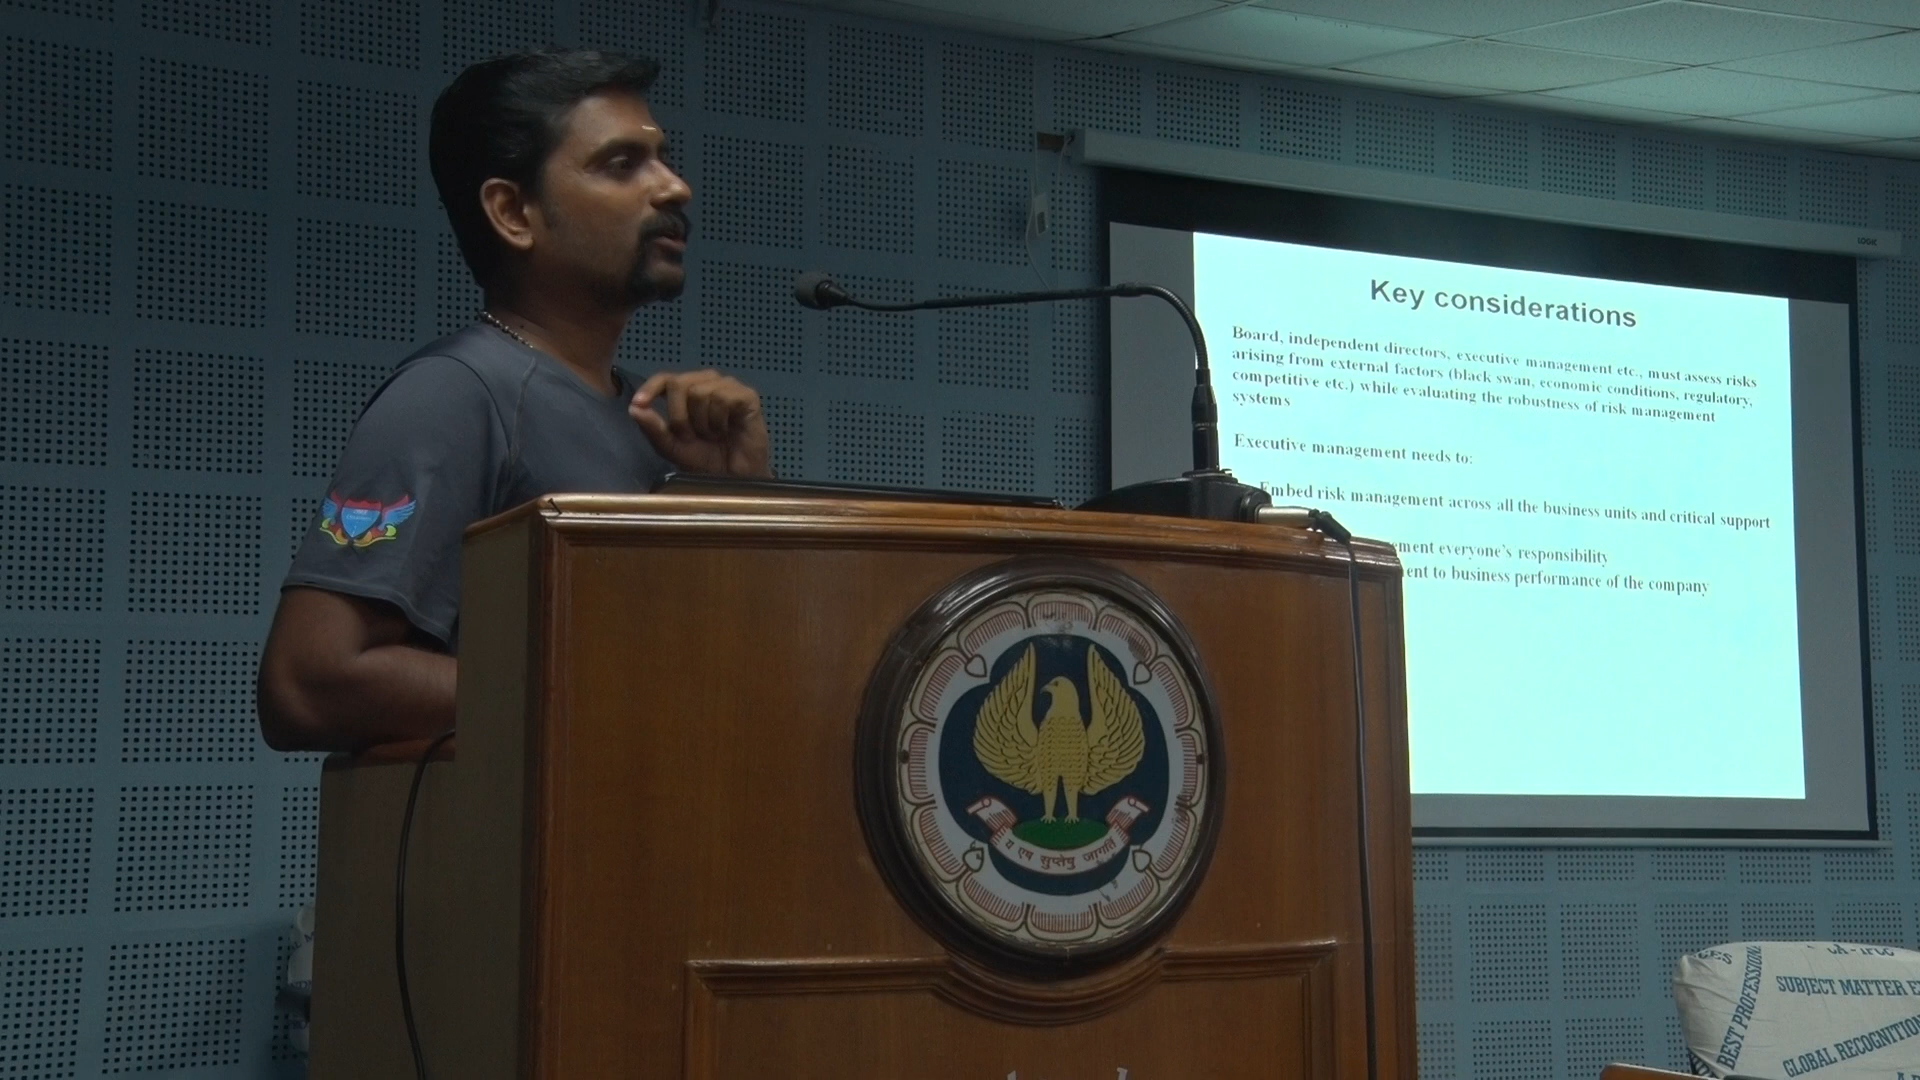 LOGIC
Key considerations
Board, independent directors, executive management etc., must assess risks
arising from external factors (black swan, economic conditions, regulatory,
competitive etc.) while evaluating the robustness of risk management
systems
Executive management needs to:
Embed risk management across all the business units and critical support
everyone's responsibility
to business performance of the company
य एष सुप्तेषु जागर्ति
BEST PROFESSIONAL
SUBJECT MATTER
GLOBAL RECOGNITION